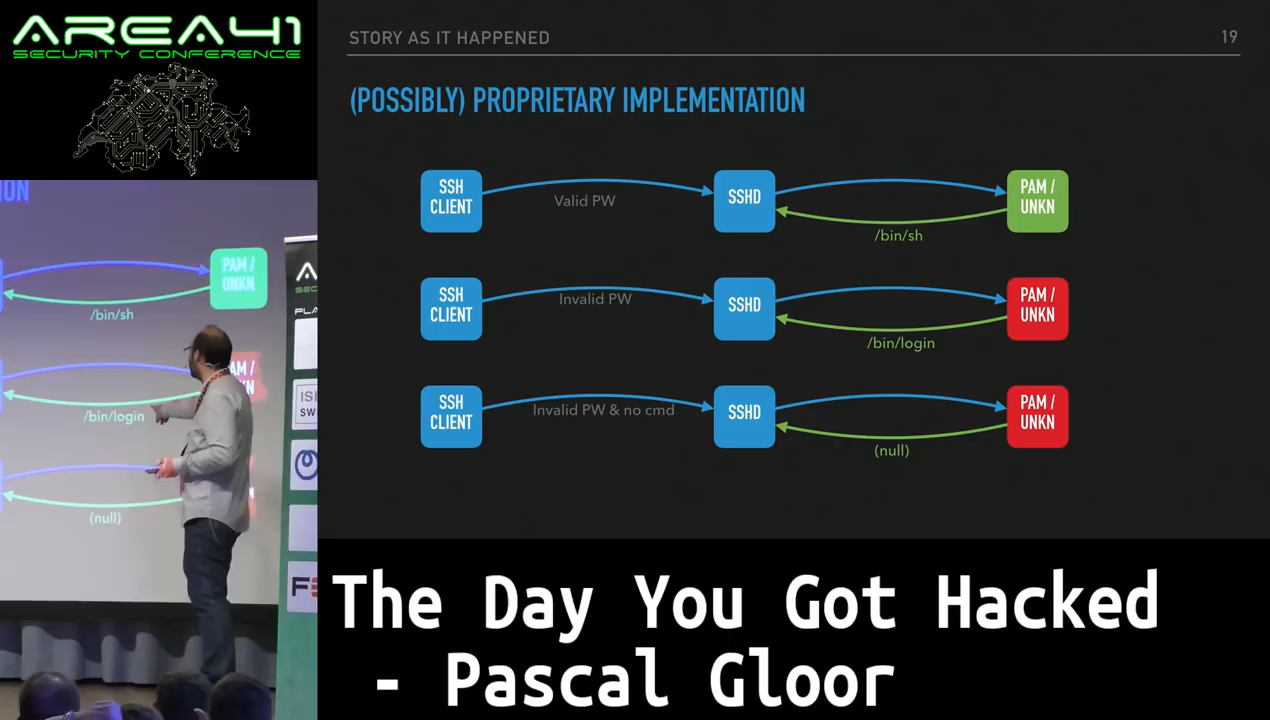 AREA41
SECURITY CONFERENCE
STORY AS IT HAPPENED
19
(POSSIBLY) PROPRIETARY IMPLEMENTATION
SSH
CLIENT
Valid PW
SSHD
/bin/sh
PAM /
UNKN
SSH
CLIENT
Invalid PW
SSHD
/bin/login
PAM /
UNKN
SSH
CLIENT
Invalid PW & no cmd
SSHD
(null)
PAM /
UNKN
ION
PAM /
UNKN
/bin/sh
/bin/login
(null)
The Day You Got Hacked
- Pascal Gloor